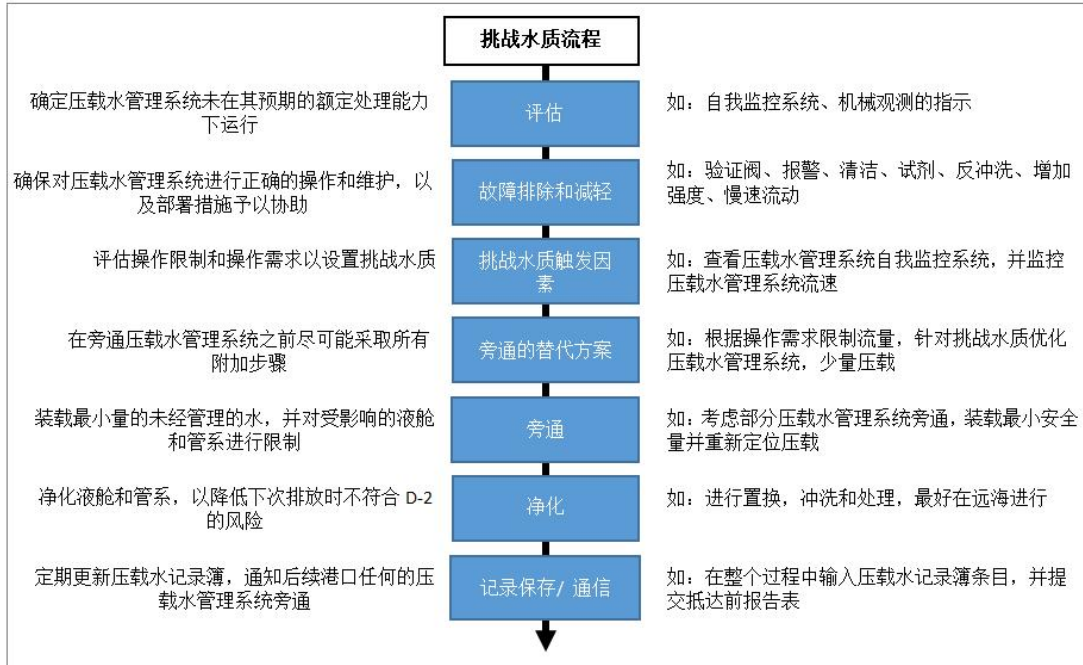 挑战水质流程
确定压载水管理系统未在其预期的额定处理能力
下运行
评估
如：自我监控系统、机械观测的指示
确保对压载水管理系统进行正确的操作和维护，以
及部署措施予以协助
故障排除和减轻
如：验证阀、报警、清洁、试剂、反冲洗、增加
强度、慢速流动
评估操作限制和操作需求以设置挑战水质
挑战水质触发因
素
如：查看压载水管理系统自我监控系统，并监控
压载水管理系统流速
在旁通压载水管理系统之前尽可能采取所有
附加步骤
旁通的替代方案
如：根据操作需求限制流量，针对挑战水质优化
压载水管理系统，少量压载
装载最小量的未经管理的水，并对受影响的液舱
和管系进行限制
旁通
如：考虑部分压载水管理系统旁通，装载最小安全
量并重新定位压载
净化液舱和管系，以降低下次排放时不符合 D-2
的风险
净化
如：进行置换，冲洗和处理，最好在远海进行
定期更新压载水记录簿，通知后续港口任何的压
载水管理系统旁通
记录保存/ 通信
如：在整个过程中输入压载水记录簿条目，并提
交抵达前报告表